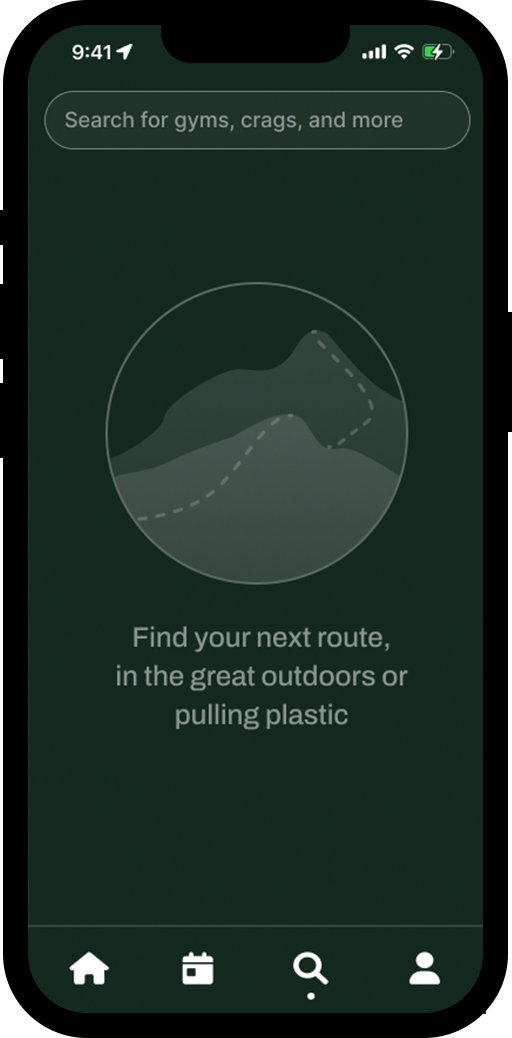 9:41
Search for gyms, crags, and more
Find your next route,
in the great outdoors or
pulling plastic